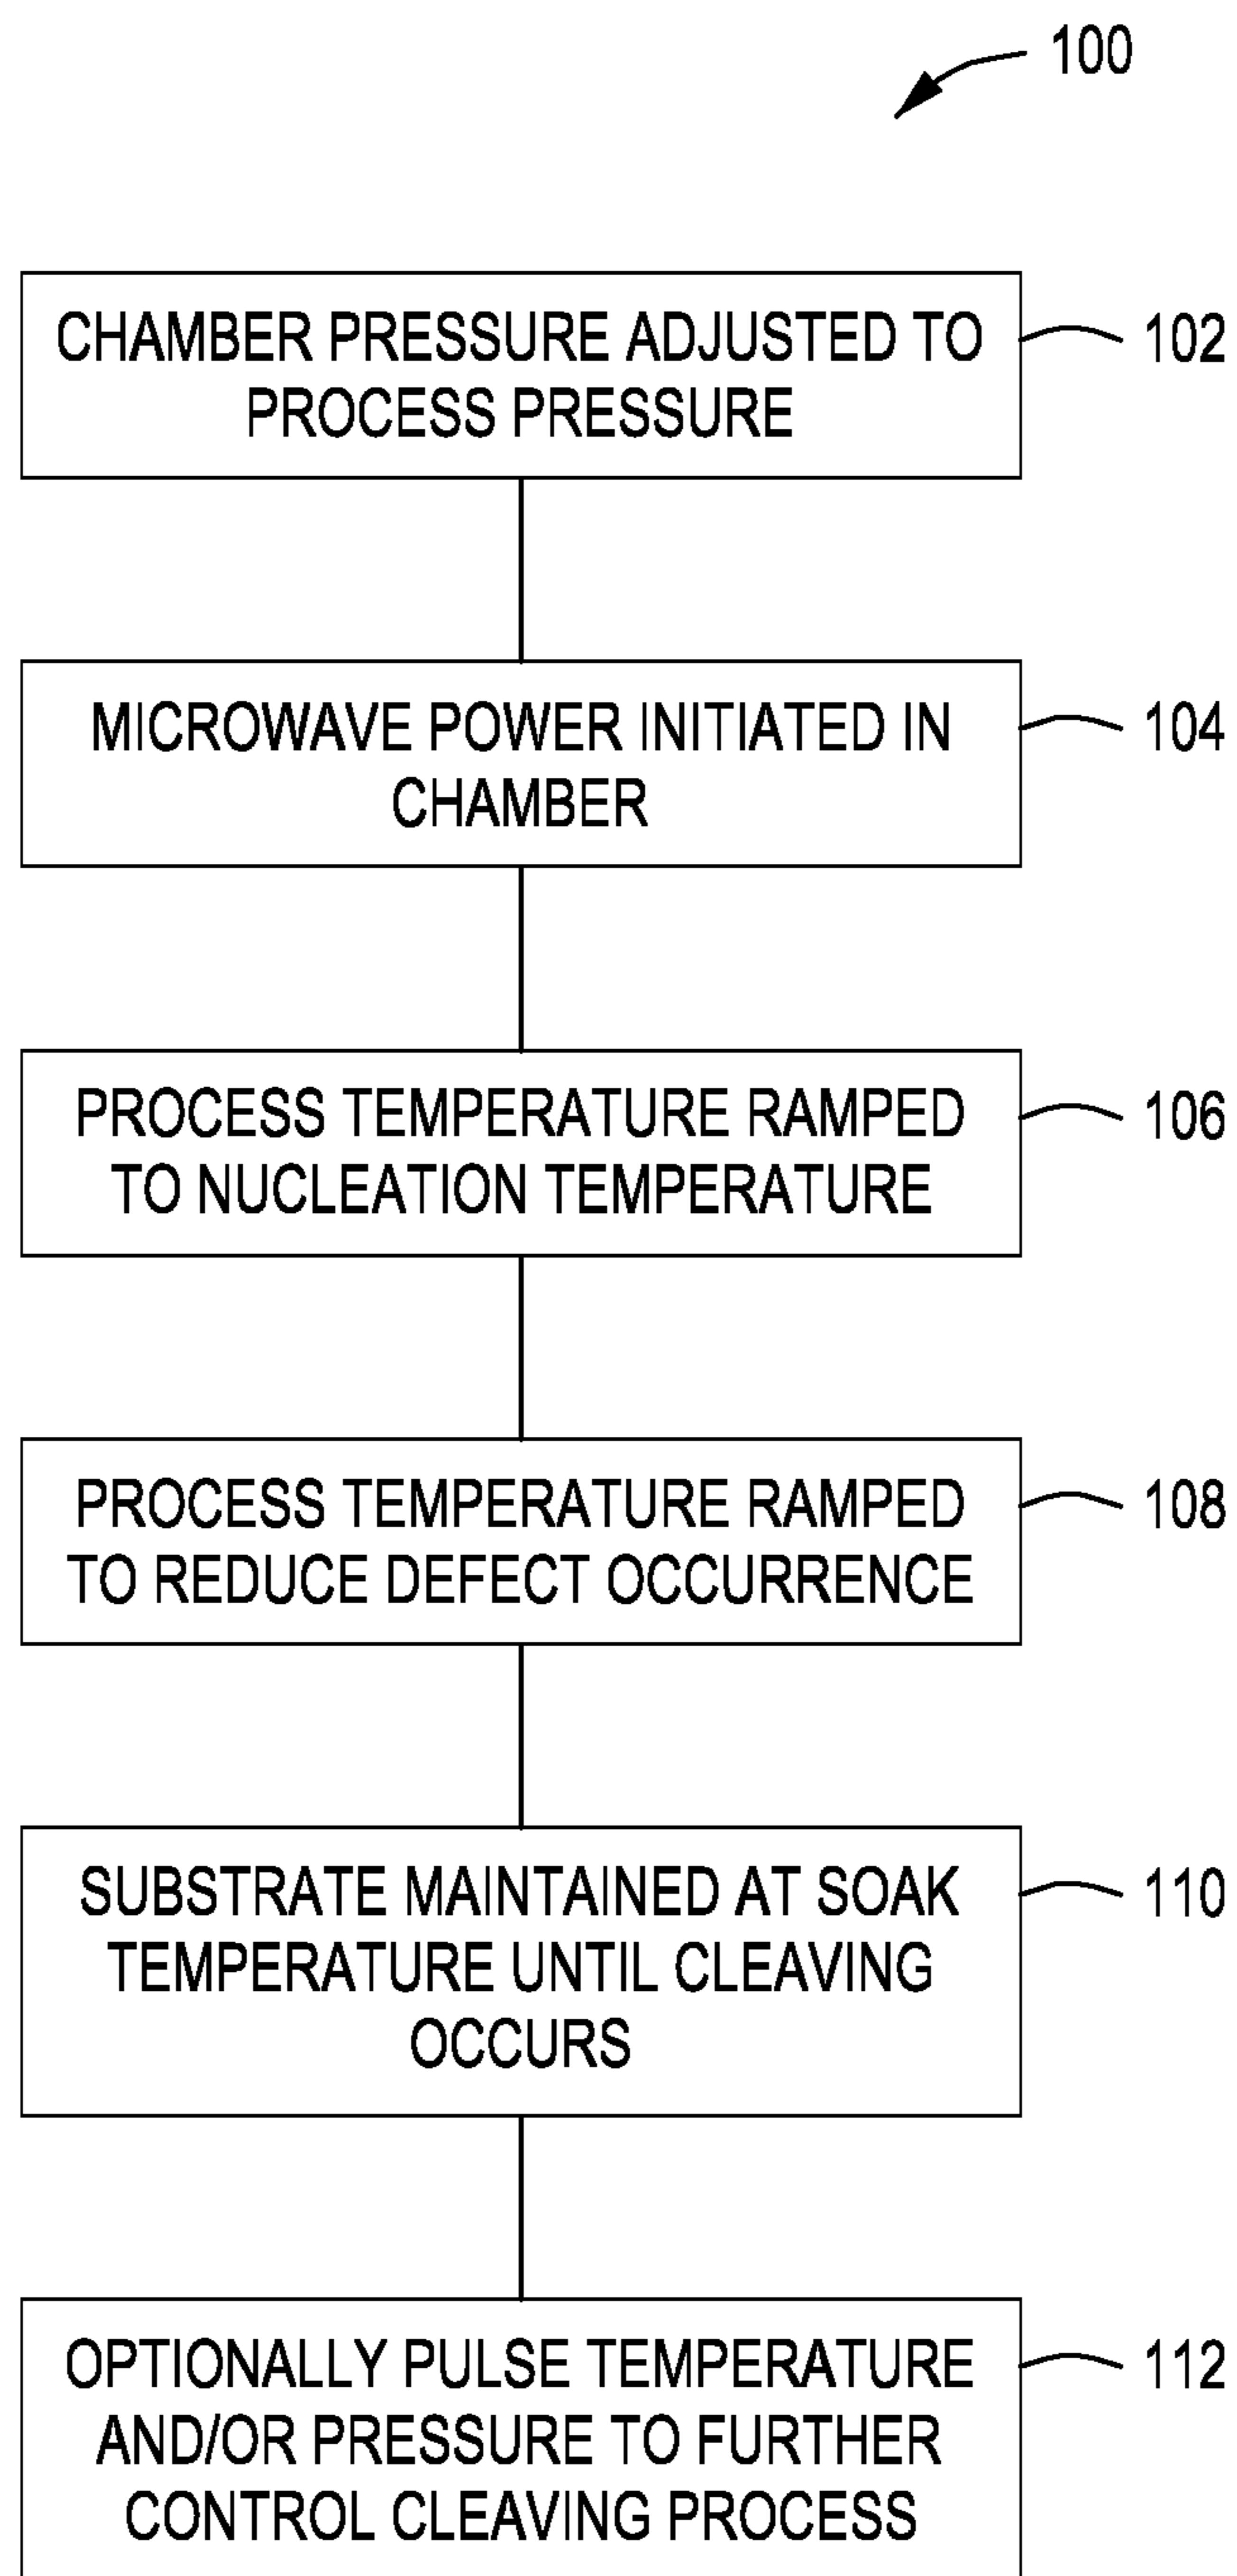 100
CHAMBER PRESSURE ADJUSTED TO
PROCESS PRESSURE
102
MICROWAVE POWER INITIATED IN
CHAMBER
104
PROCESS TEMPERATURE RAMPED
TO NUCLEATION TEMPERATURE
106
PROCESS TEMPERATURE RAMPED
TO REDUCE DEFECT OCCURRENCE
108
SUBSTRATE MAINTAINED AT SOAK
TEMPERATURE UNTIL CLEAVING
OCCURS
110
OPTIONALLY PULSE TEMPERATURE
AND/OR PRESSURE TO FURTHER
CONTROL CLEAVING PROCESS
112